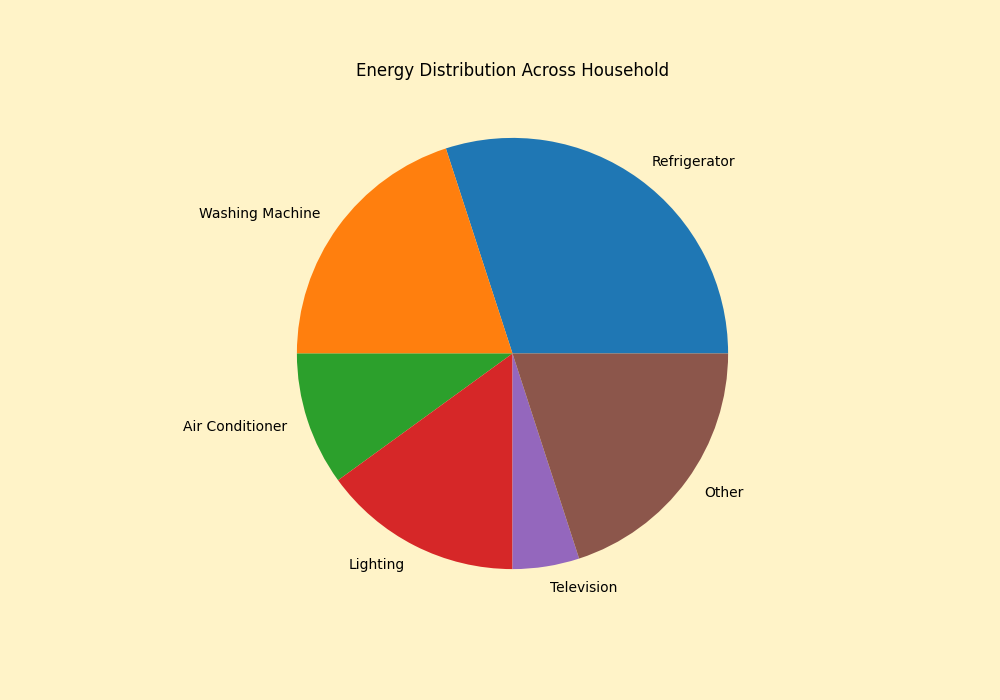 Energy Distribution Across Household
Refrigerator
Washing Machine
Air Conditioner
Lighting
Television
Other